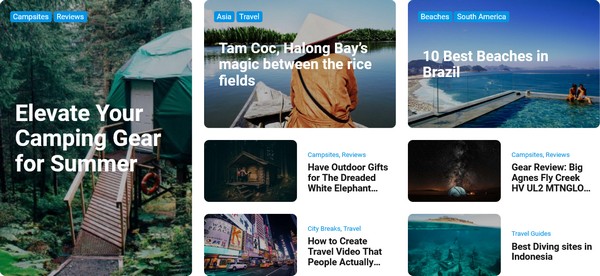 Campsites Reviews
Elevate Your
Camping Gear
for Summer
Asia Travel
Tam Coc, Halong Bay's
magic between the rice
fields
Beaches South America
10 Best Beaches in
Brazil
Campsites, Reviews
Have Outdoor Gifts
for The Dreaded
White Elephant...
Campsites, Reviews
Gear Review: Big
Agnes Fly Creek
HV UL2 MTNGLO...
City Breaks, Travel
How to Create
Travel Video That
People Actually...
Travel Guides
Best Diving sites in
Indonesia